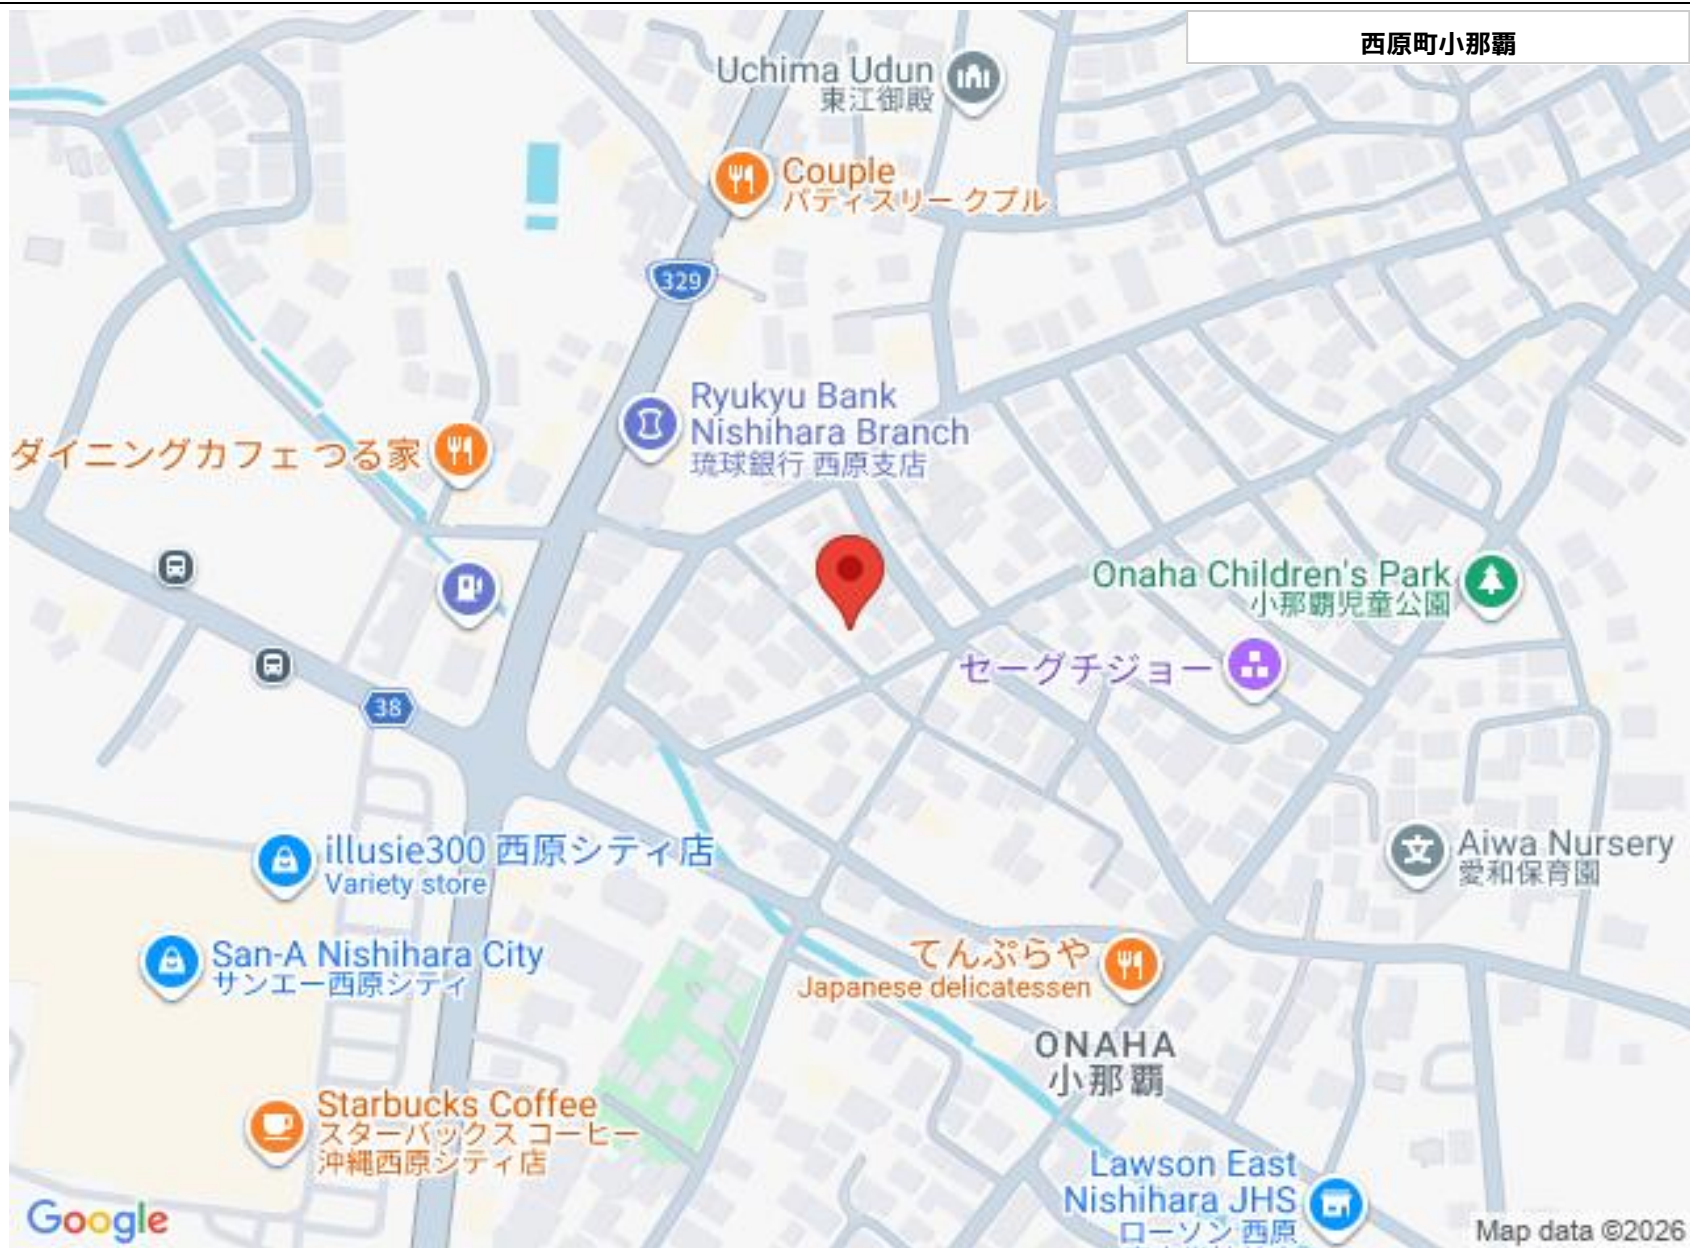 西原町小那覇
Uchima Udun
東江御殿
Couple
パティスリー クプル
329
Ryukyu Bank
Nishihara Branch
琉球銀行 西原支店
ダイニングカフェ つる家
Onaha Children's Park
小那覇児童公園
セーグチジョー
38
illusie300 西原シティ店
Variety store
Aiwa Nursery
愛和保育園
San-A Nishihara City
サンエー西原シティ
てんぷらや
Japanese delicatessen
ONAHA
小那覇
Starbucks Coffee
スターバックス コーヒー
沖縄西原シティ店
Lawson East
Nishihara JHS
ローソン 西原
Google
Map data ©2026